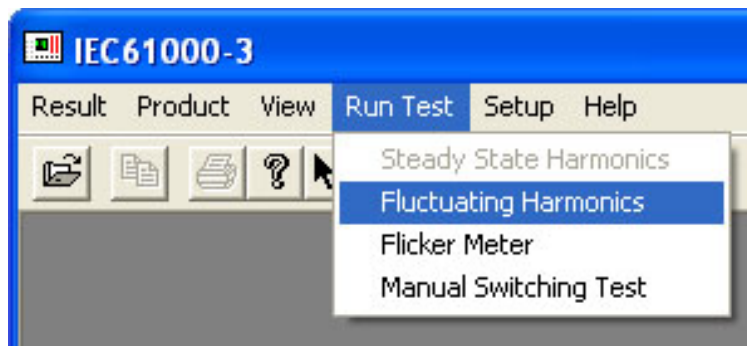 IEC61000-3
Result Product View Run Test Setup Help
Steady State Harmonics
Fluctuating Harmonics
Flicker Meter
Manual Switching Test